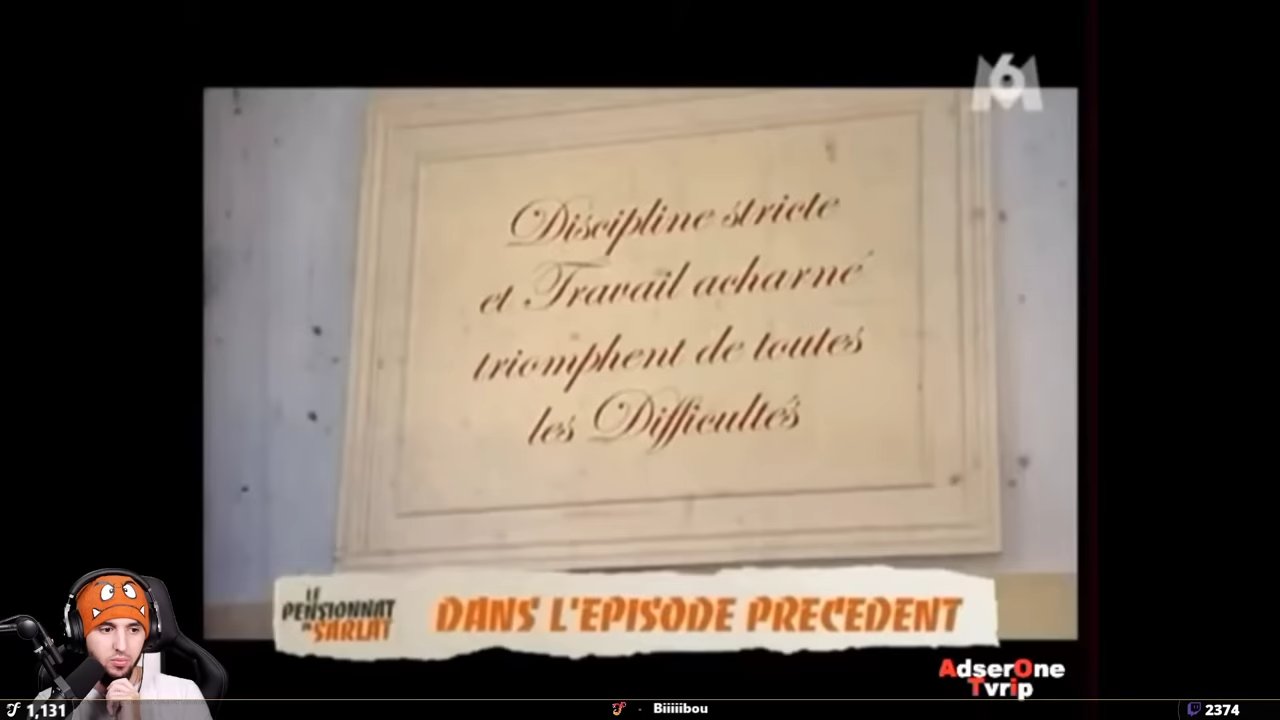 M6
Discipline stricte
et Travail acharné
triomphent de toutes
les Difficultés
LE
PENSIONNAT
DE SARLAT
DANS L'EPISODE PRECEDENT
AdserOne
Tvrip
1,131
- Biiiiibou
2374